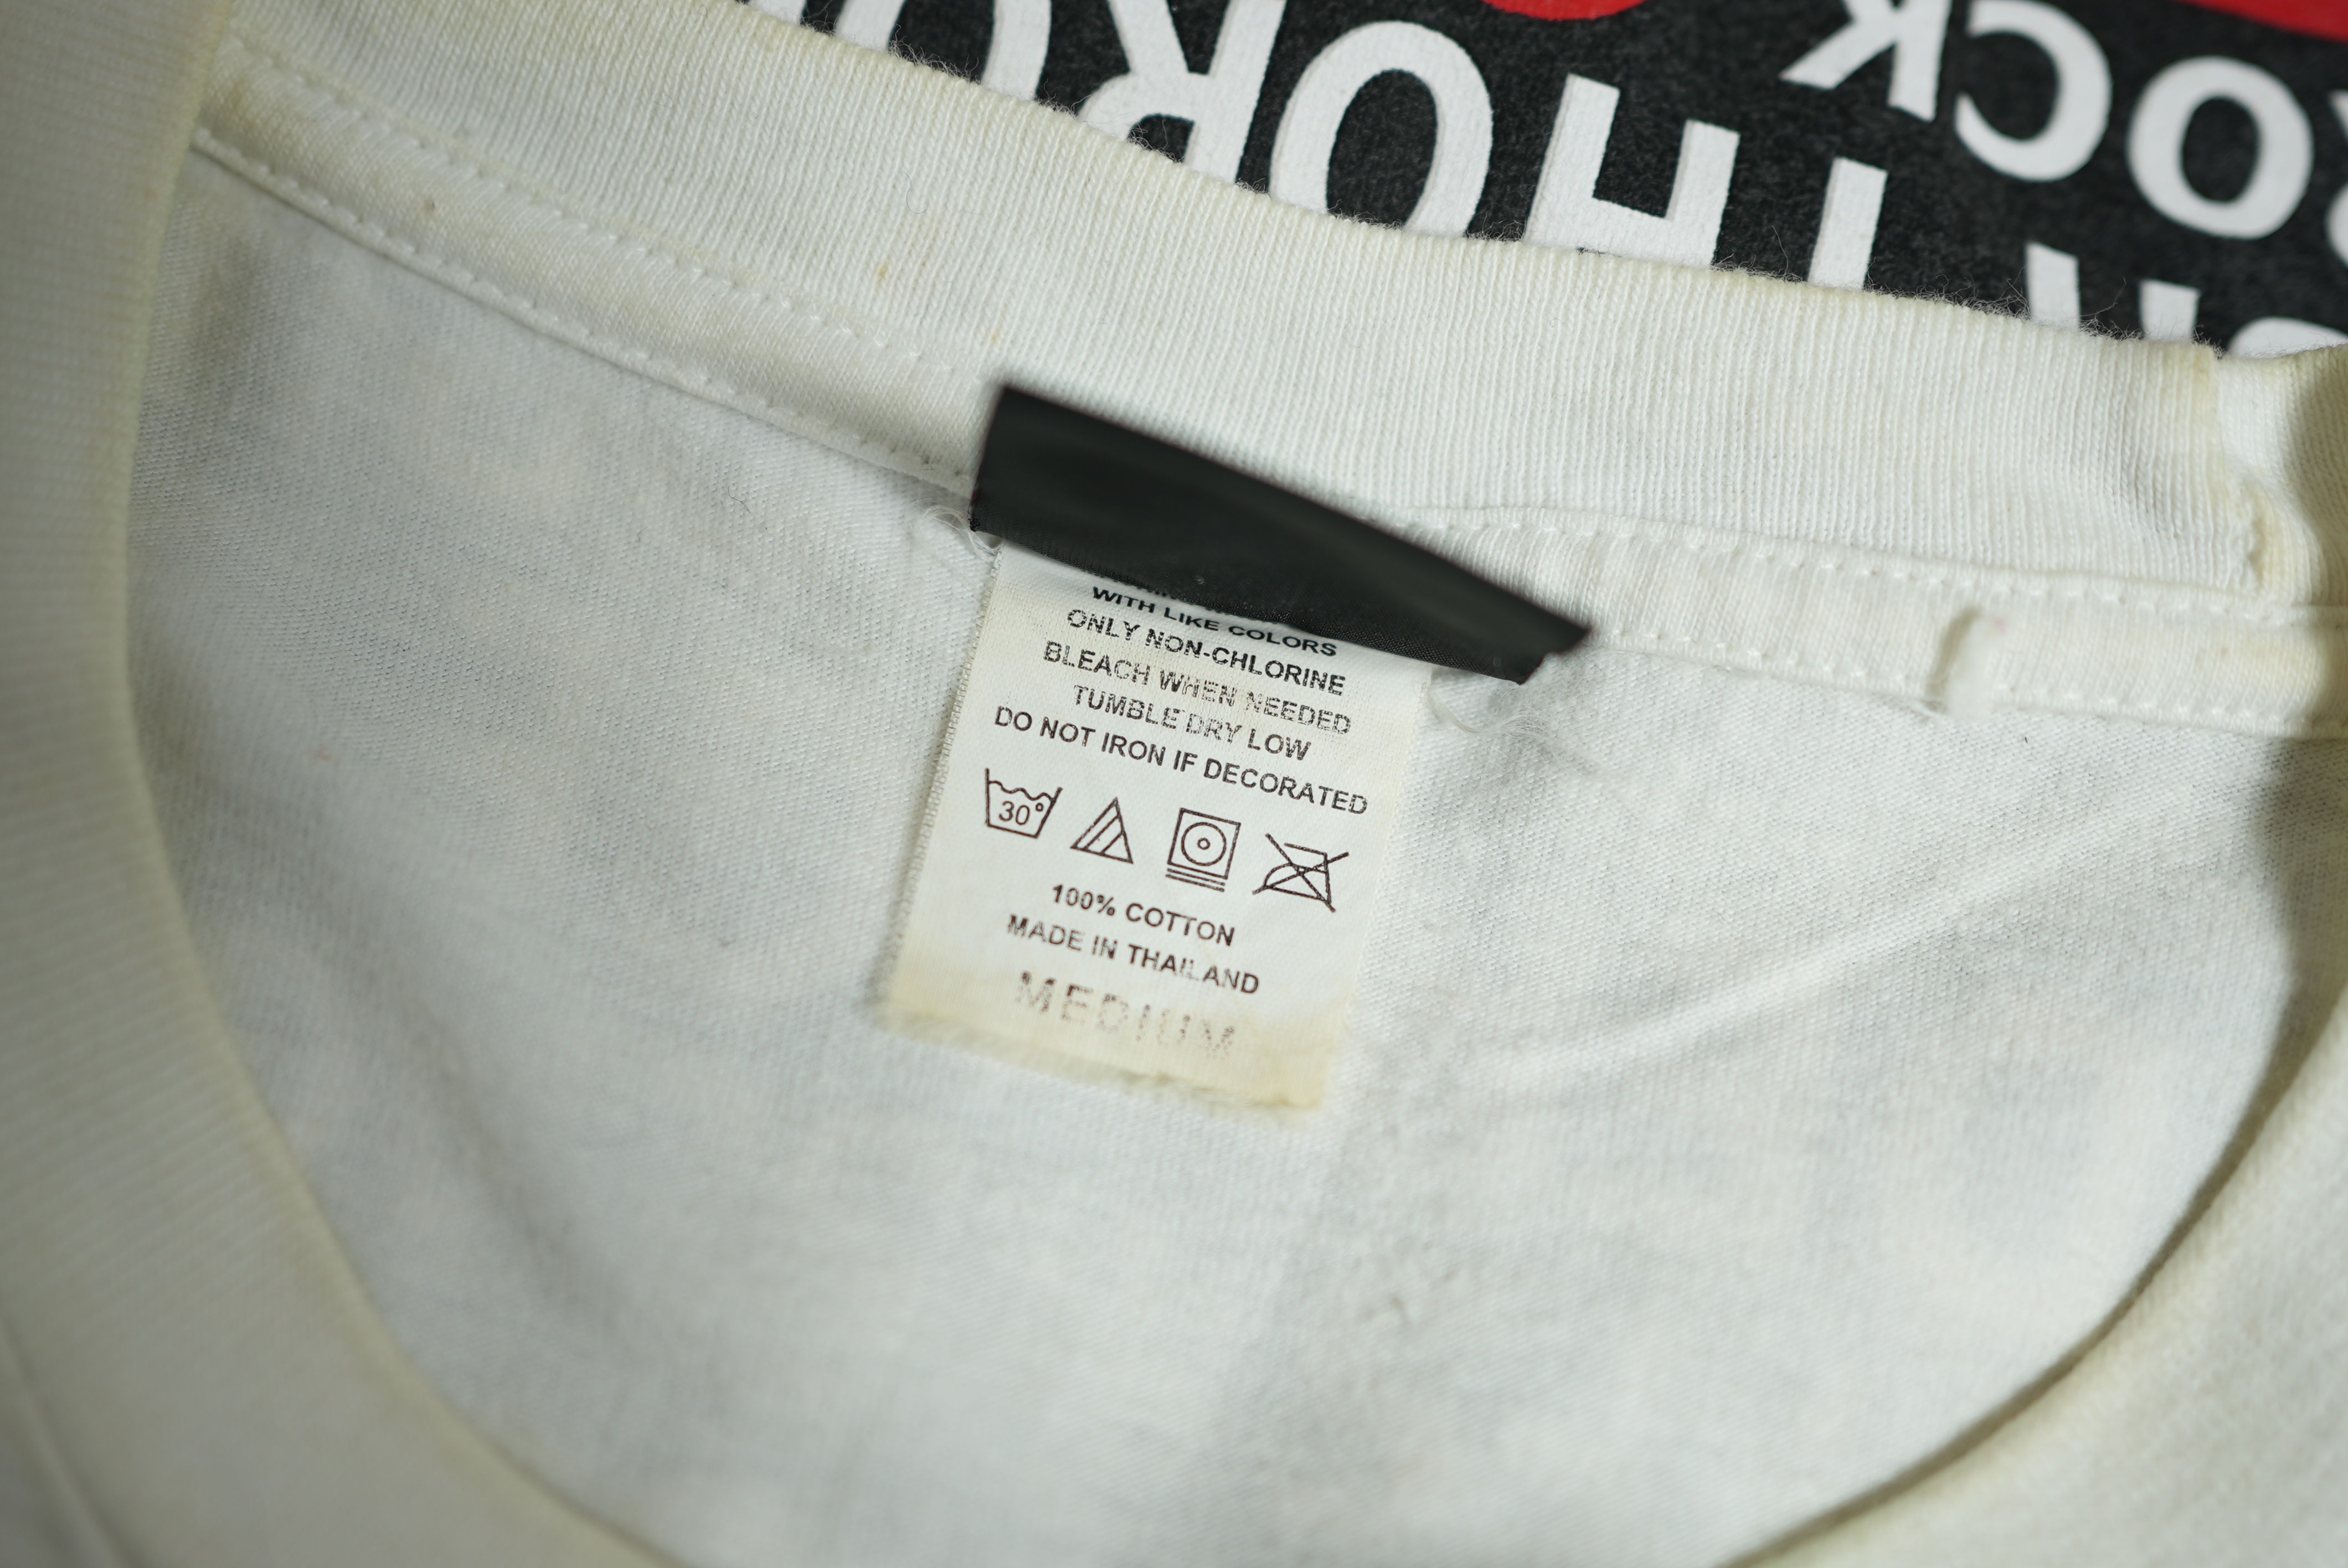 WITH LIKE COLORS
ONLY NON-CHLORINE
BLEACH WHEN NEEDED
TUMBLE DRY LOW
DO NOT IRON IF DECORATED
30°
100% COTTON
MADE IN THAILAND
MEDIUM